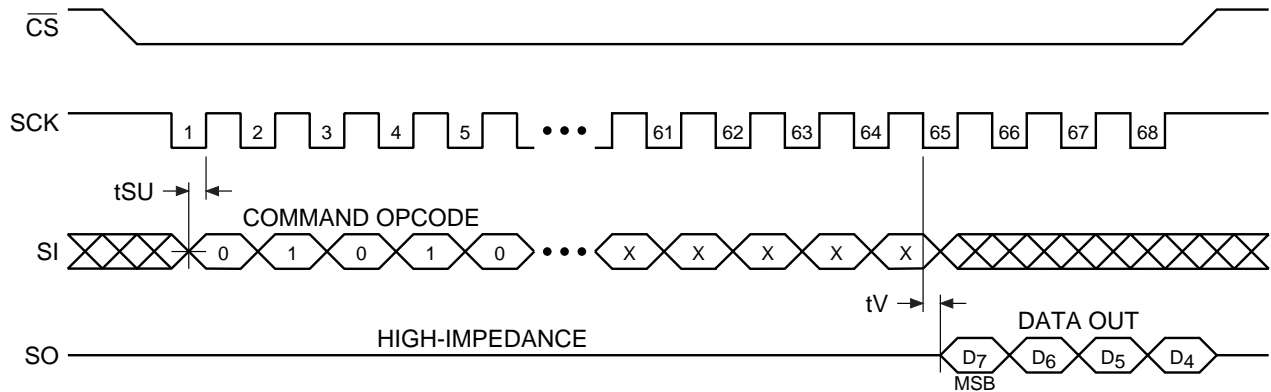 CS
SCK 1 2 3 4 5 ••• 61 62 63 64 65 66 67 68
tSU
COMMAND OPCODE
SI 0 1 0 1 0 ••• X X X X X
tV
HIGH-IMPEDANCE DATA OUT
SO D7 D6 D5 D4
MSB